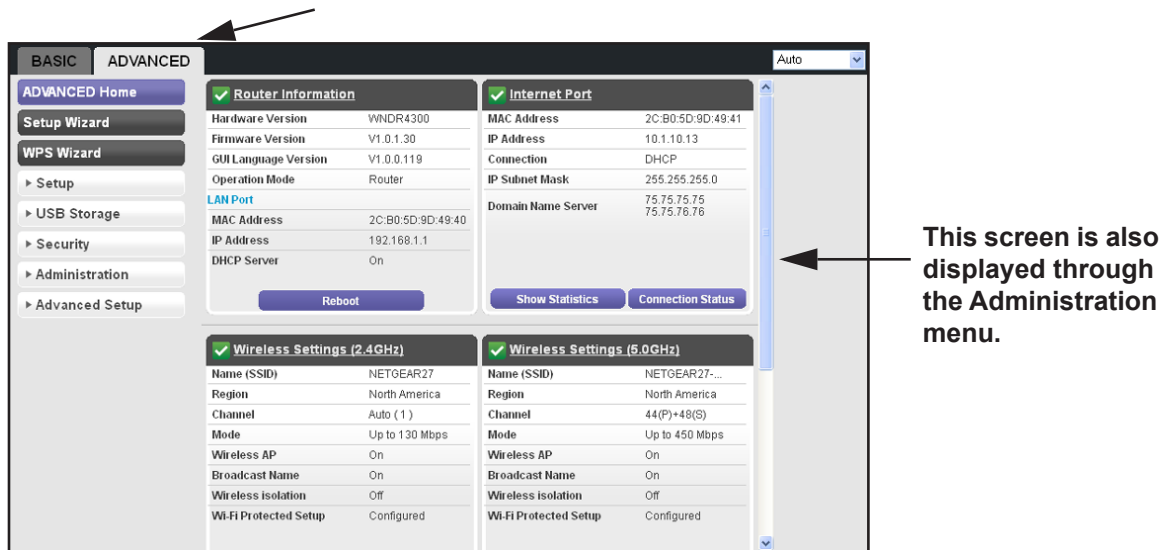 BASIC ADVANCED Auto
ADVANCED Home
Setup Wizard
WPS Wizard
Setup
USB Storage
Security
Administration
Advanced Setup
Router Information
Hardware Version WNDR4300
Firmware Version V1.0.1.30
GUI Language Version V1.0.0.119
Operation Mode Router
LAN Port
MAC Address 2C:B0:5D:9D:49:40
IP Address 192.168.1.1
DHCP Server On
Reboot
Internet Port
MAC Address 2C:B0:5D:9D:49:41
IP Address 10.1.10.13
Connection DHCP
IP Subnet Mask 255.255.255.0
Domain Name Server 75.75.75.75
75.75.76.76
Show Statistics Connection Status
Wireless Settings (2.4GHz)
Name (SSID) NETGEAR27
Region North America
Channel Auto ( 1 )
Mode Up to 130 Mbps
Wireless AP On
Broadcast Name On
Wireless isolation Off
Wi-Fi Protected Setup Configured
Wireless Settings (5.0GHz)
Name (SSID) NETGEAR27-...
Region North America
Channel 44(P)+48(S)
Mode Up to 450 Mbps
Wireless AP On
Broadcast Name On
Wireless isolation Off
Wi-Fi Protected Setup Configured
This screen is also
displayed through
the Administration
menu.